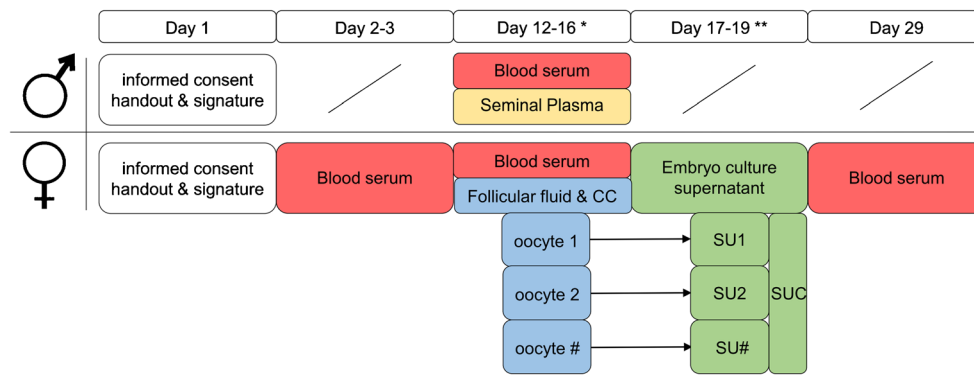 Day 1
Day 2-3
Day 12-16 *
Day 17-19 **
Day 29
informed consent
handout & signature
Blood serum
Seminal Plasma
informed consent
handout & signature
Blood serum
Blood serum
Follicular fluid & CC
Embryo culture
supernatant
Blood serum
oocyte 1
SU1
oocyte 2
SU2
SUC
oocyte #
SU#